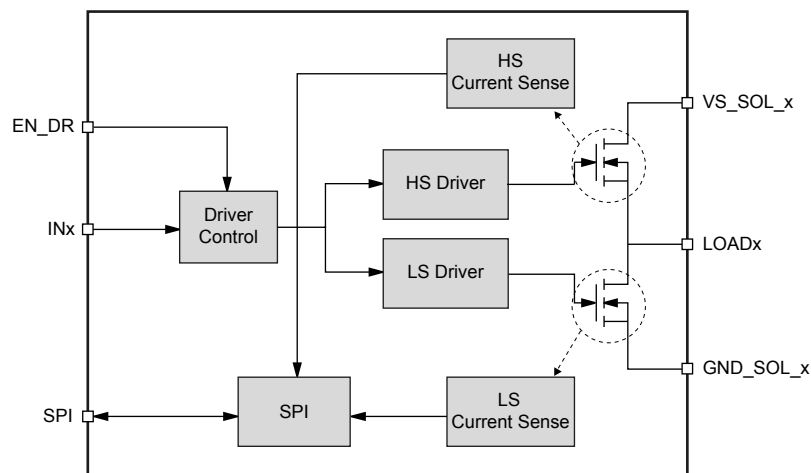 HS
Current Sense
VS_SOL_x
EN_DR
HS Driver
Driver
Control
INx
LOADx
LS Driver
GND_SOL_x
SPI
SPI
LS
Current Sense